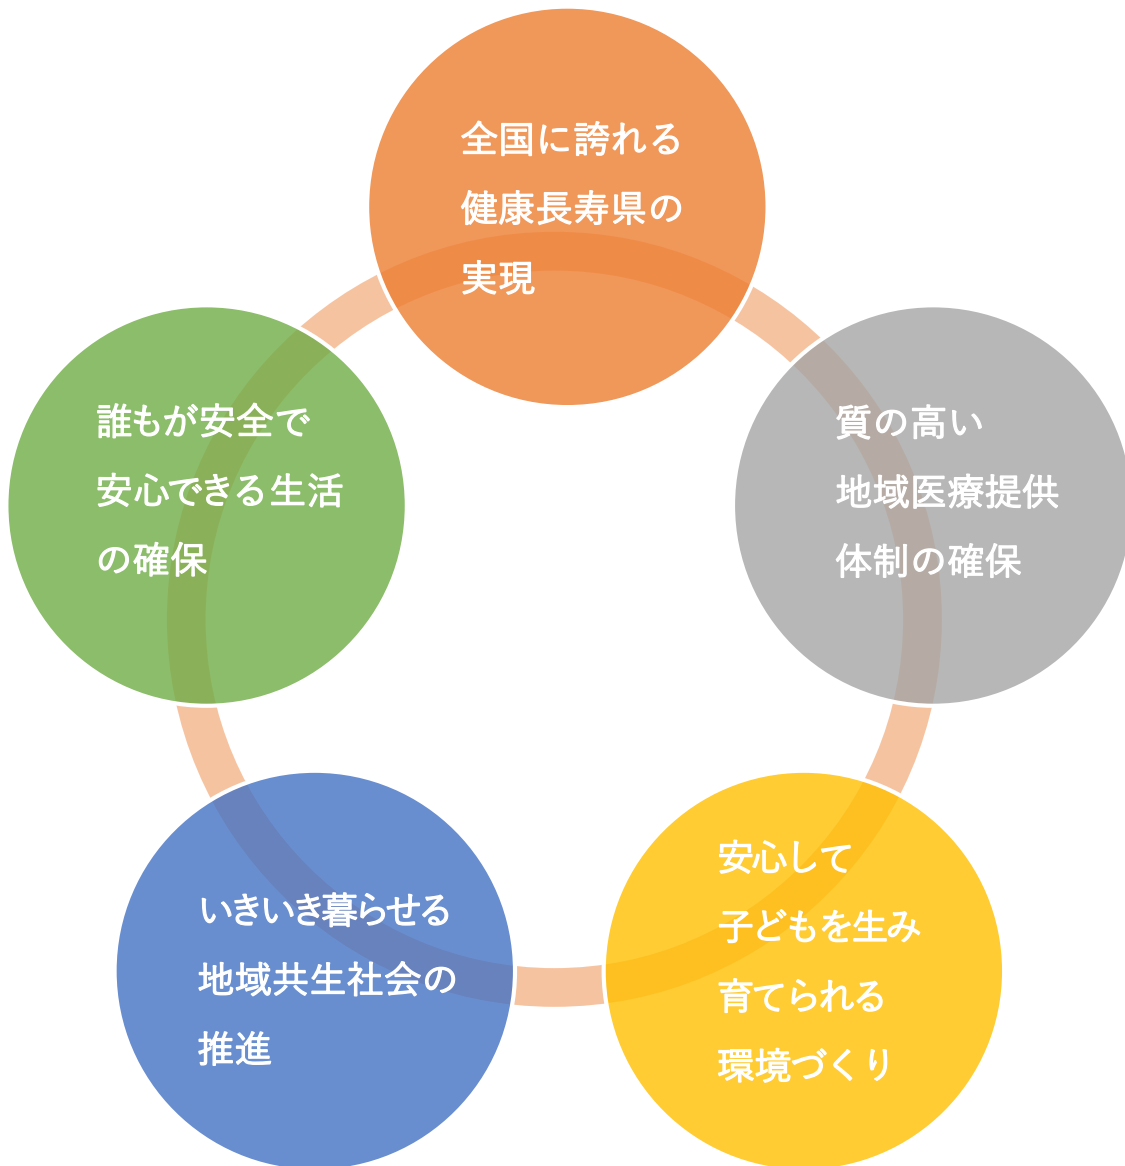 全国に誇れる
健康長寿県の
実現
質の高い
地域医療提供
体制の確保
安心して
子どもを生み
育てられる
環境づくり
いきいき暮らせる
地域共生社会の
推進
誰もが安全で
安心できる生活
の確保